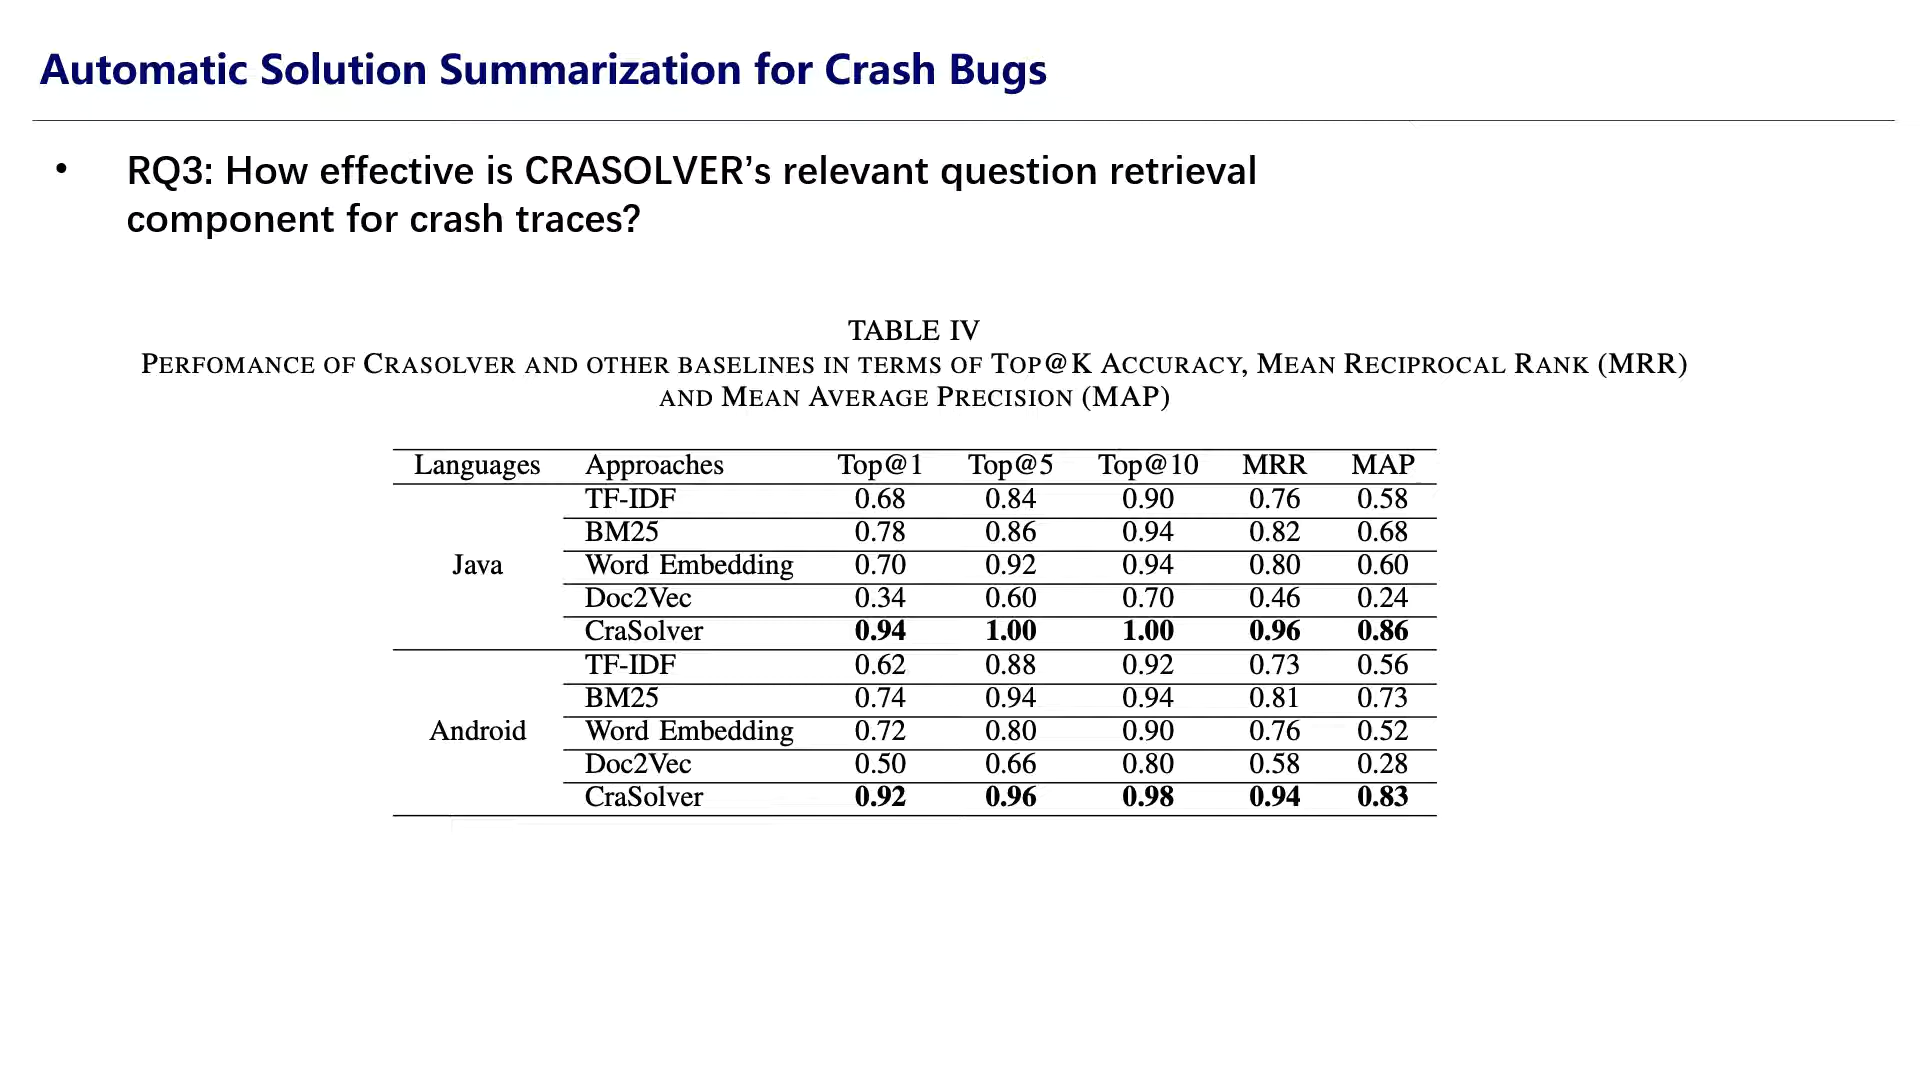 Automatic Solution Summarization for Crash Bugs
• RQ3: How effective is CRASOLVER’s relevant question retrieval
component for crash traces?
TABLE IV
PERFOMANCE OF CRASOLVER AND OTHER BASELINES IN TERMS OF TOP@K ACCURACY, MEAN RECIPROCAL RANK (MRR)
AND MEAN AVERAGE PRECISION (MAP)
Languages Approaches Top@1 Top@5 Top@10 MRR MAP
TF-IDF 0.68 0.84 0.90 0.76 0.58
BM25 0.78 0.86 0.94 0.82 0.68
Java Word Embedding 0.70 0.92 0.94 0.80 0.60
Doc2Vec 0.34 0.60 0.70 0.46 0.24
CraSolver 0.94 1.00 1.00 0.96 0.86
TF-IDF 0.62 0.88 0.92 0.73 0.56
BM25 0.74 0.94 0.94 0.81 0.73
Android Word Embedding 0.72 0.80 0.90 0.76 0.52
Doc2Vec 0.50 0.66 0.80 0.58 0.28
CraSolver 0.92 0.96 0.98 0.94 0.83